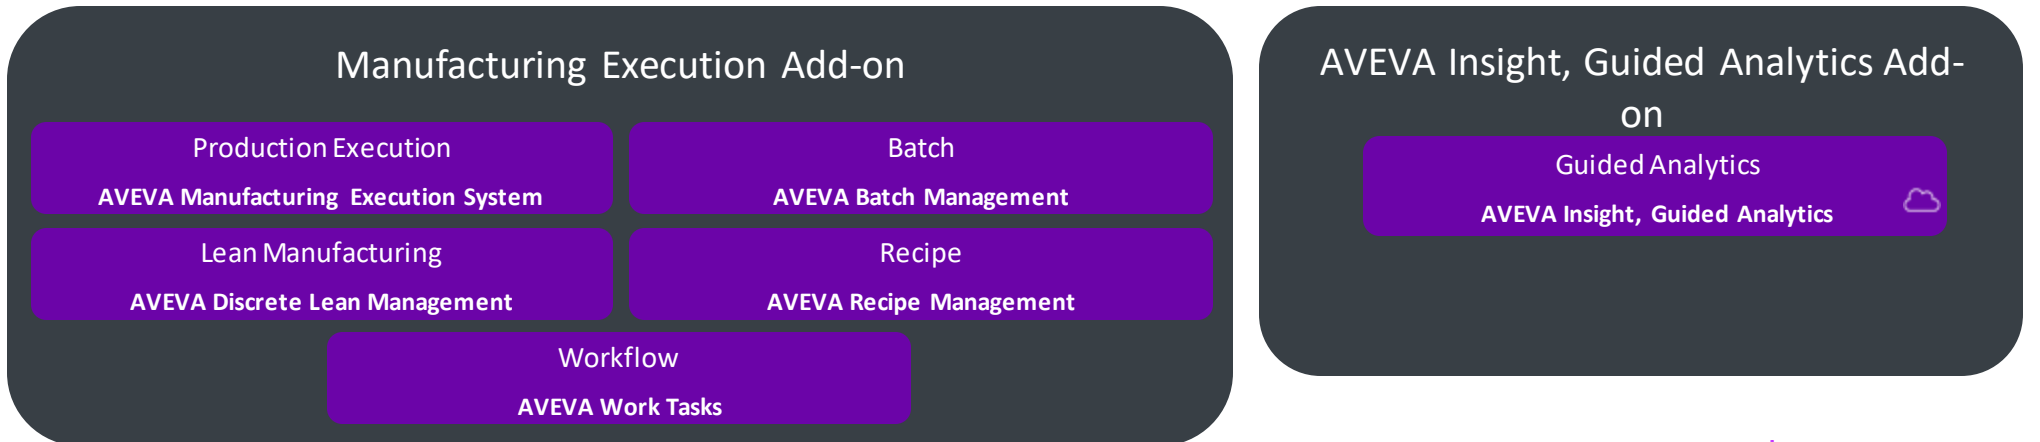 Manufacturing Execution Add-on
Production Execution
AVEVA Manufacturing Execution System
Batch
AVEVA Batch Management
Lean Manufacturing
AVEVA Discrete Lean Management
Recipe
AVEVA Recipe Management
Workflow
AVEVA Work Tasks
AVEVA Insight, Guided Analytics Add-
on
Guided Analytics
AVEVA Insight, Guided Analytics